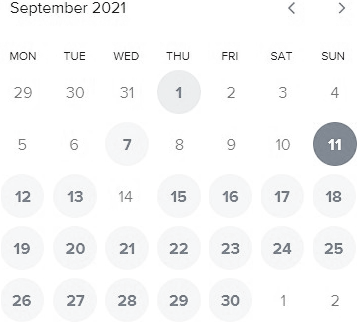 September 2021
MON TUE WED THU FRI SAT SUN
29 30 31 1 2 3 4
5 6 7 8 9 10 11
12 13 14 15 16 17 18
19 20 21 22 23 24 25
26 27 28 29 30 1 2